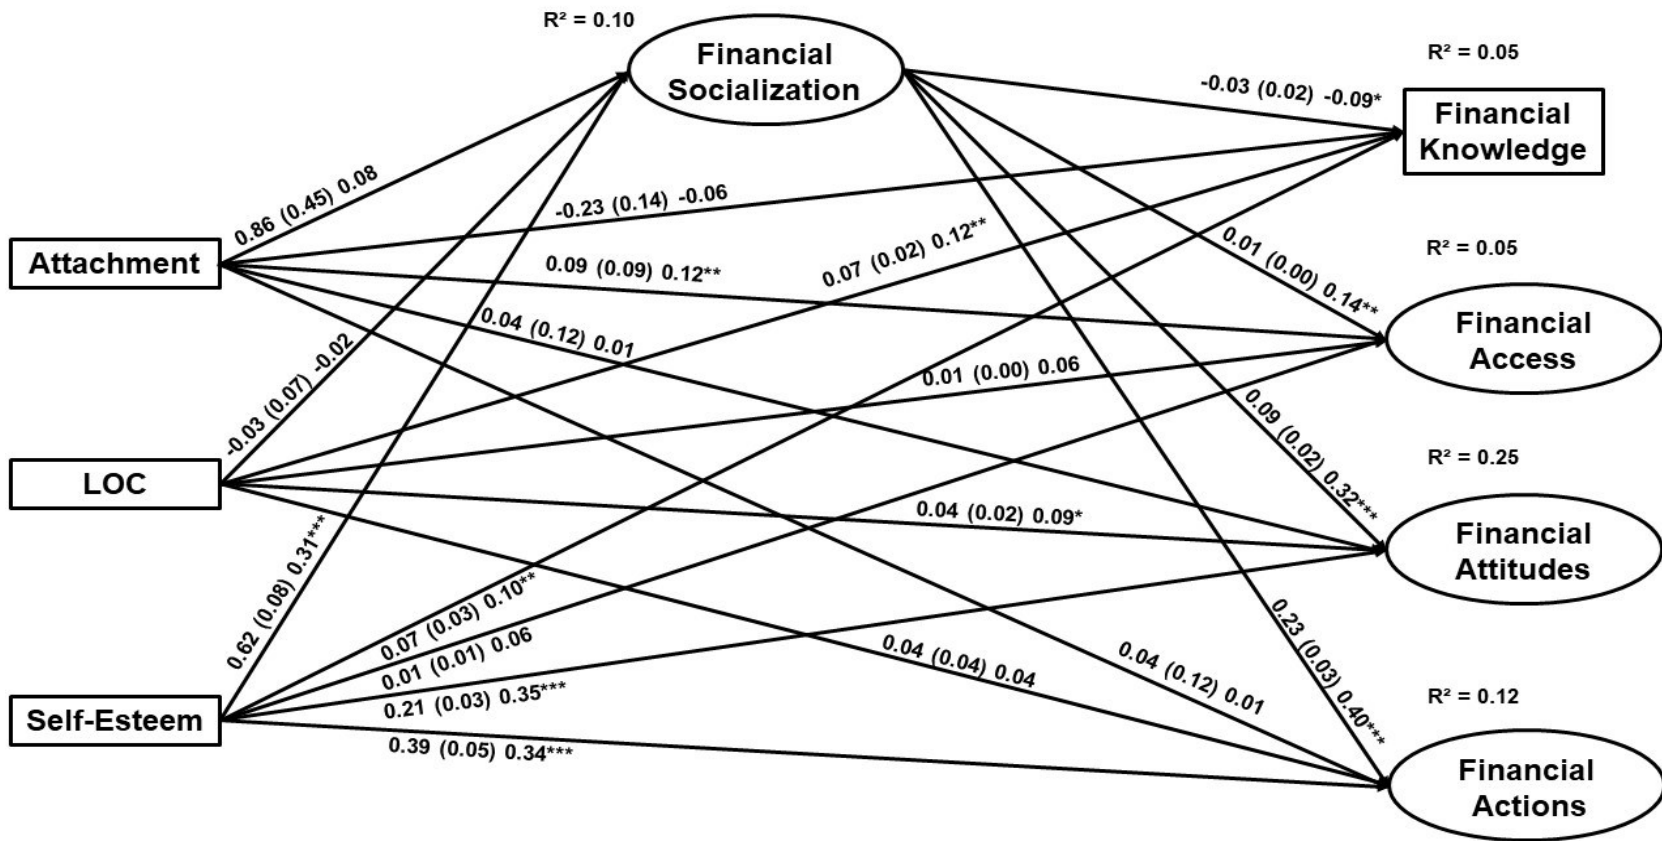 R² = 0.10
Financial
Socialization
R² = 0.05
-0.03 (0.02) -0.09*
Financial
Knowledge
0.86 (0.45) 0.08
-0.23 (0.14) -0.06
0.07 (0.02) 0.12**
0.01 (0.00) 0.14**
R² = 0.05
Attachment
0.09 (0.09) 0.12**
0.04 (0.12) 0.01
Financial
Access
-0.03 (0.07) -0.02
0.01 (0.00) 0.06
0.09 (0.02) 0.32***
R² = 0.25
LOC
0.04 (0.02) 0.09*
Financial
Attitudes
0.62 (0.08) 0.31***
0.07 (0.03) 0.10**
0.01 (0.01) 0.06
0.21 (0.03) 0.35***
0.04 (0.04) 0.04
0.04 (0.12) 0.01
0.23 (0.03) 0.40***
R² = 0.12
Self-Esteem
0.39 (0.05) 0.34***
Financial
Actions